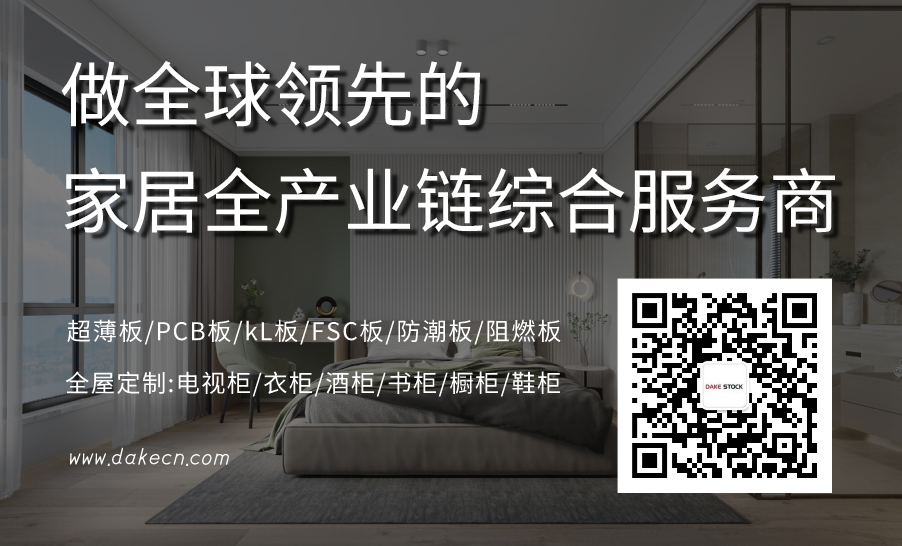 做全球领先的
家居全产业链综合服务商
超薄板/PCB板/kL板/FSC板/防潮板/阻燃板
全屋定制:电视柜/衣柜/酒柜/书柜/橱柜/鞋柜
DAKE STOCK
www.dakecn.com